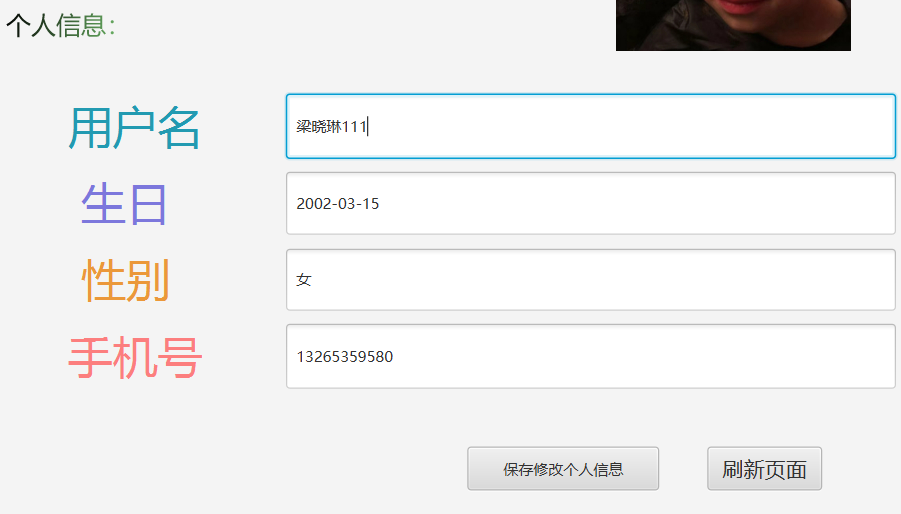 个人信息：
用户名
梁晓琳111
生日
2002-03-15
性别
女
手机号
13265359580
保存修改个人信息
刷新页面